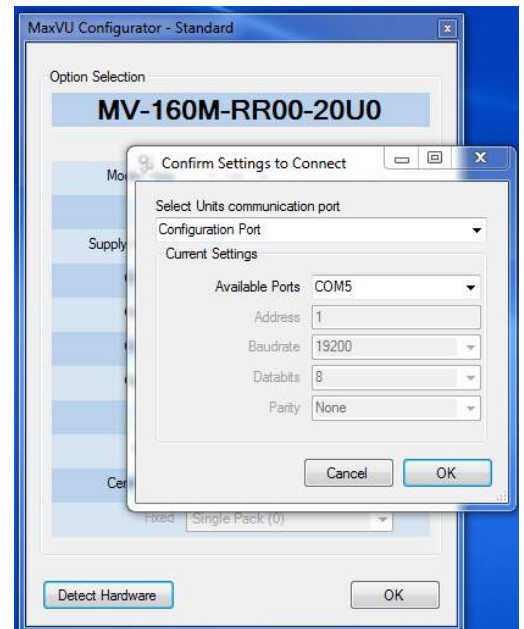 MaxVU Configurator - Standard
x
Option Selection
MV-160M-RR00-20U0
Confirm Settings to Connect
X
Select Units communication port
Configuration Port
Current Settings
Supply
Available Ports COM5
Address 1
Baudrate 19200
Databits 8
Parity None
Cancel OK
Fixed Single Pack (0)
Detect Hardware OK